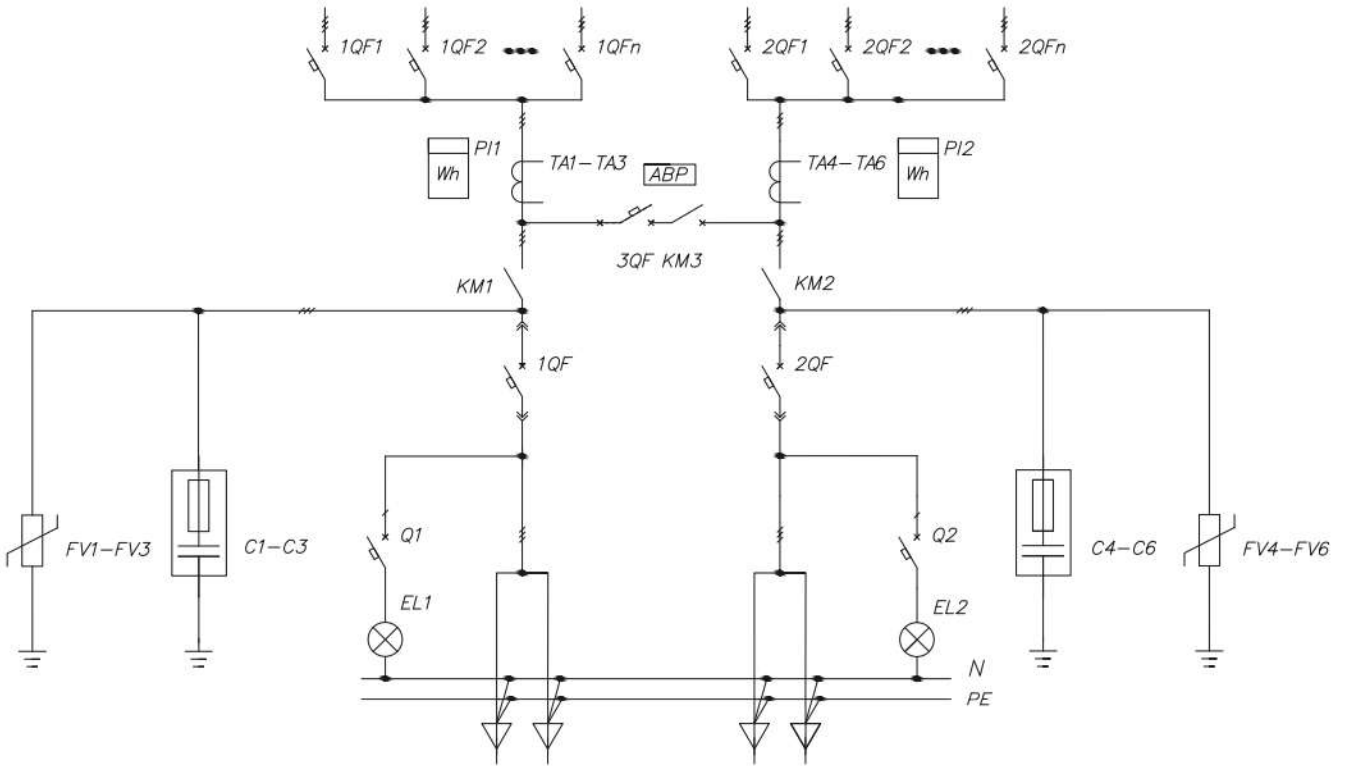 1QF1 1QF2 1QFn 2QF1 2QF2 2QFn
PI1 PI2
Wh TA1-TA3 АВР TA4-TA6 Wh
3QF KM3
KM1 KM2
1QF 2QF
Q1 Q2
FV1-FV3 C1-C3 C4-C6 FV4-FV6
EL1 EL2
N
PE